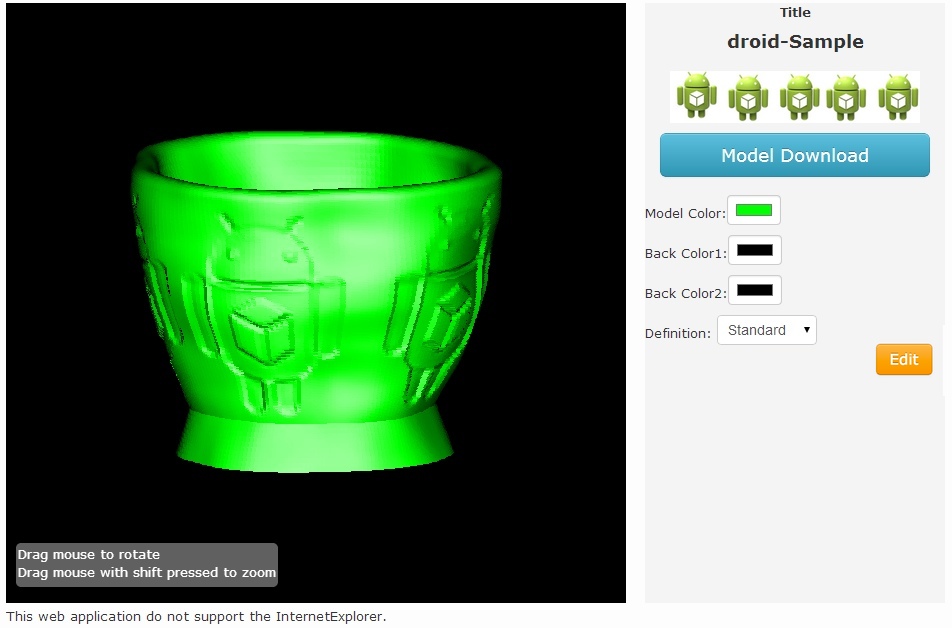 Title
droid-Sample
Model Download
Model Color:
Back Color1:
Back Color2:
Definition: Standard
Edit
Drag mouse to rotate
Drag mouse with shift pressed to zoom
This web application do not support the InternetExplorer.